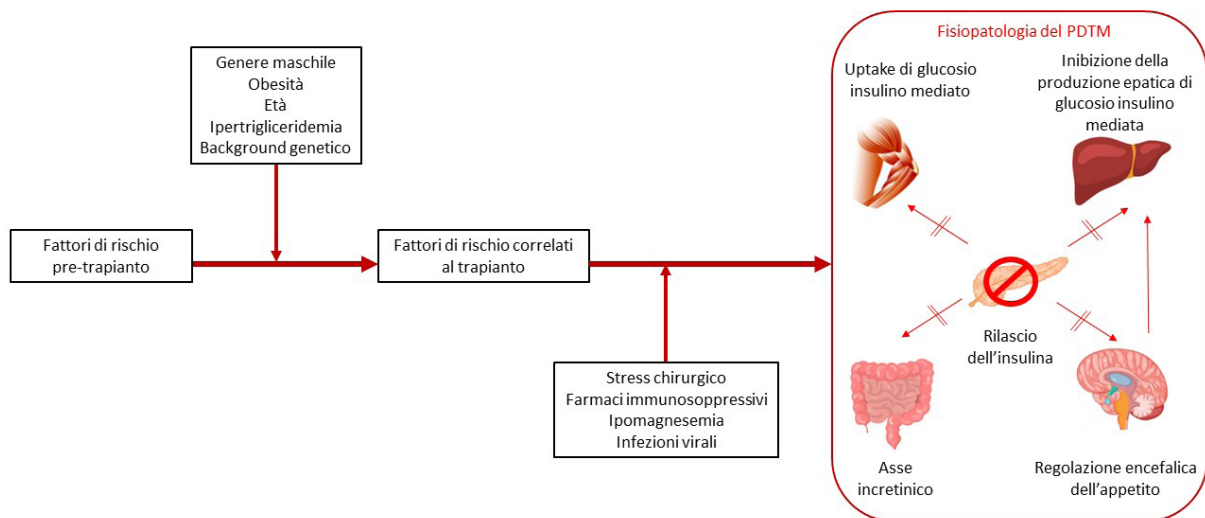 Fattori di rischio
pre-trapianto
Genere maschile
Obesità
Età
Ipertrigliceridemia
Background genetico
Fattori di rischio correlati
al trapianto
Stress chirurgico
Farmaci immunosoppressivi
Ipomagnesemia
Infezioni virali
Fisiopatologia del PDTM
Uptake di glucosio
insulino mediato
Inibizione della
produzione epatica di
glucosio insulino
mediata
Rilascio
dell'insulina
Asse
incretinico
Regolazione encefalica
dell'appetito